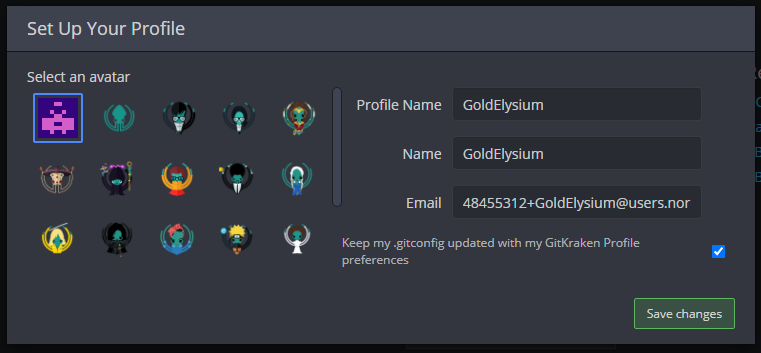 Set Up Your Profile
Select an avatar
Profile Name
GoldElysium
Name
GoldElysium
Email
48455312+GoldElysium@users.nor
Keep my .gitconfig updated with my GitKraken Profile
preferences
Save changes